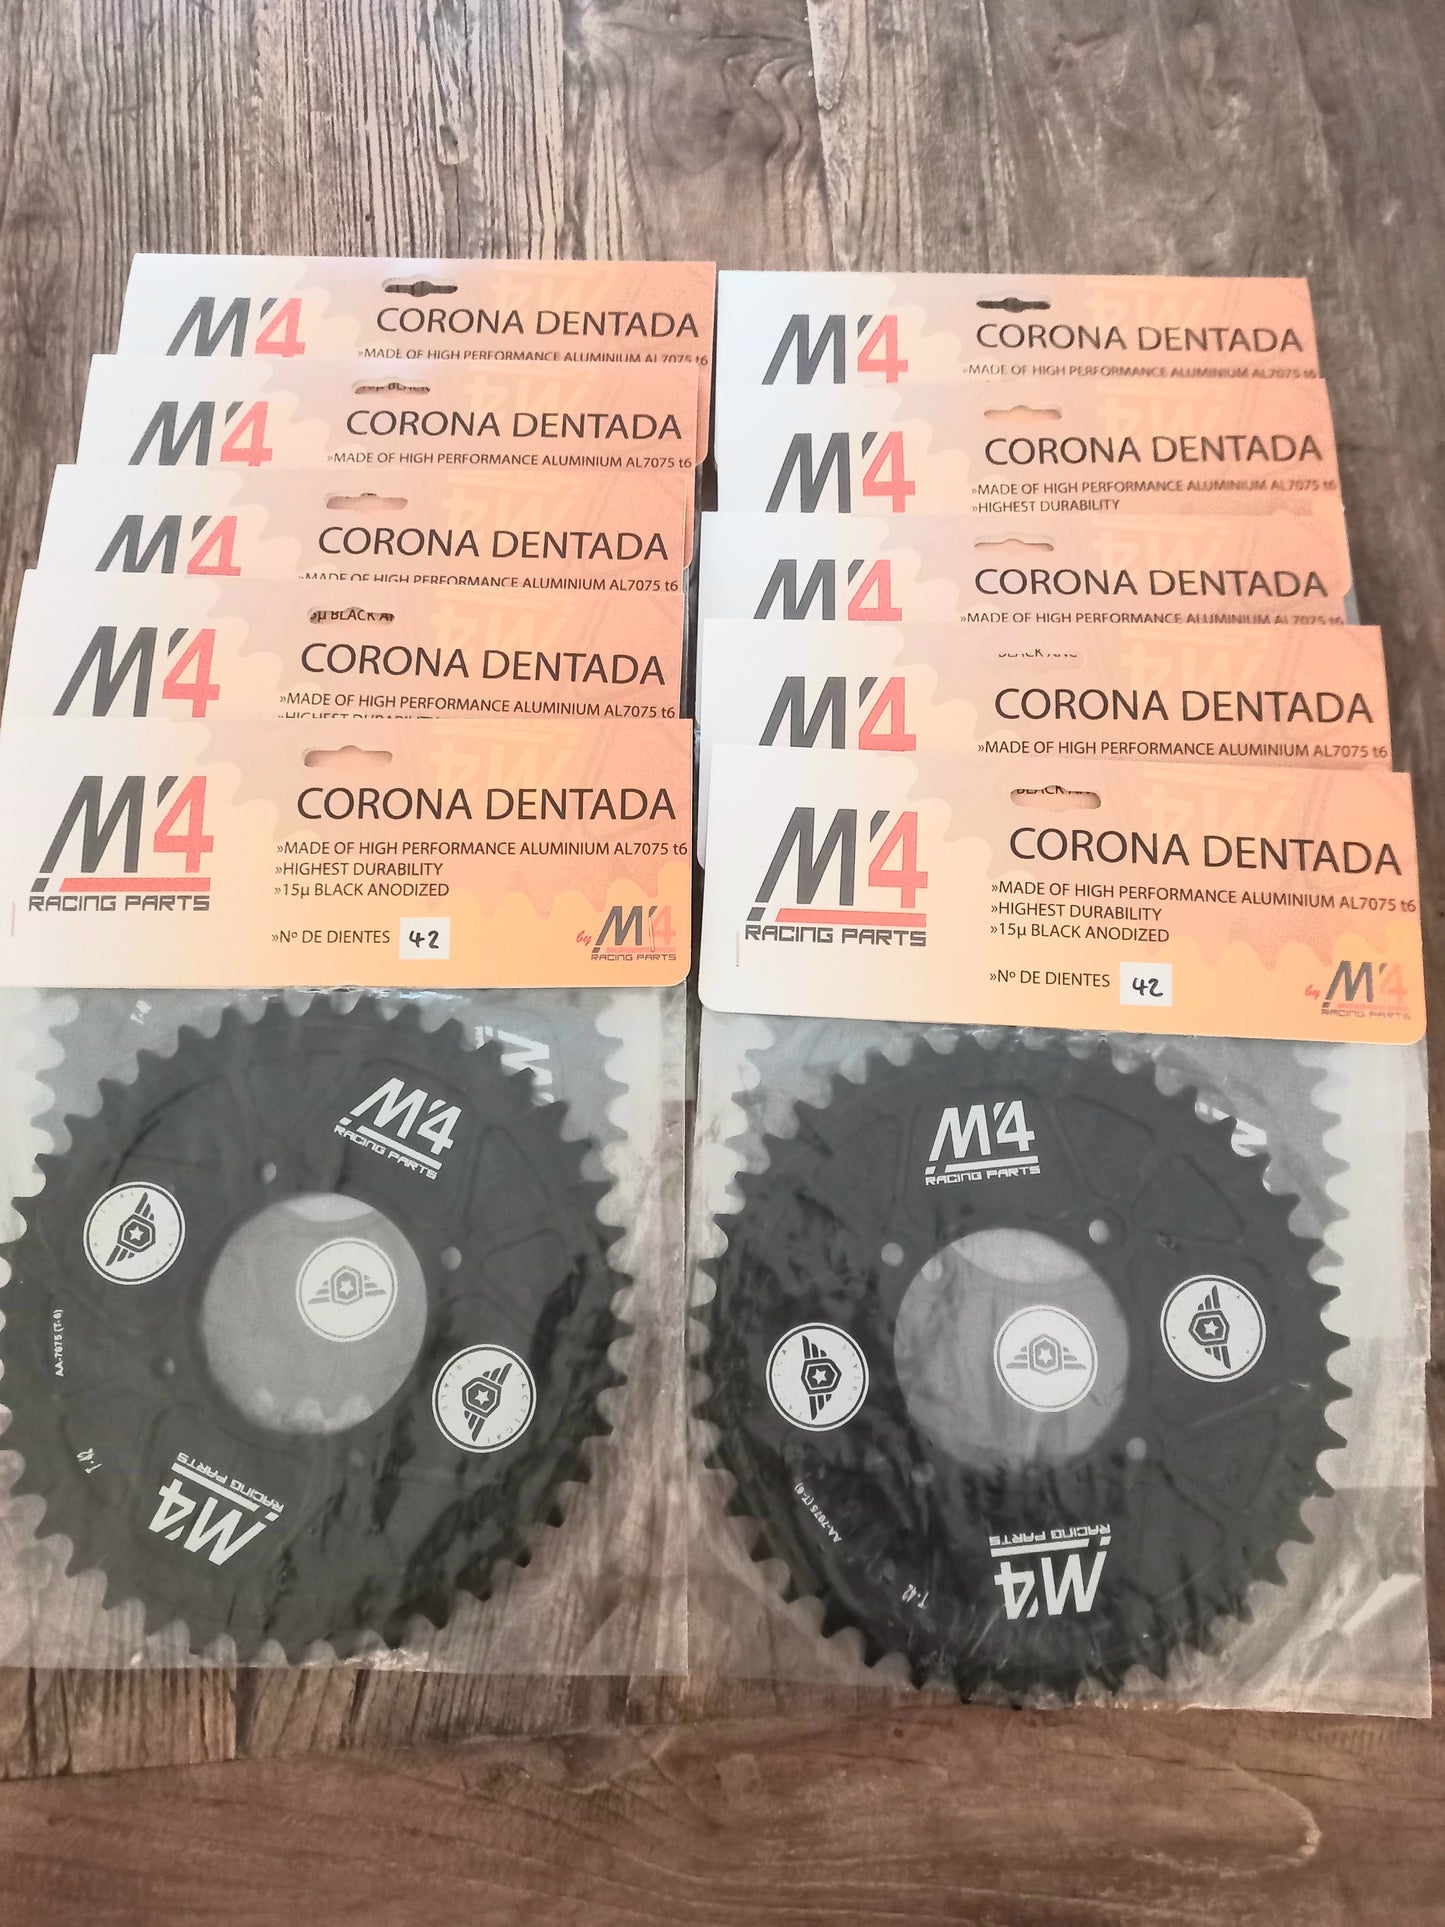 M4
CORONA DENTADA
»MADE OF HIGH PERFORMANCE ALUMINIUM AL7075 t6
M4
CORONA DENTADA
»MADE OF HIGH PERFORMANCE ALUMINIUM AL7075 t6
M4
CORONA DENTADA
»MADE OF HIGH PERFORMANCE ALUMINIUM AL7075 t6
µ BLACK
M4
CORONA DENTADA
»MADE OF HIGH PERFORMANCE ALUMINIUM AL7075 t6
»HIGHEST DURABILITY
M4
RACING PARTS
CORONA DENTADA
»MADE OF HIGH PERFORMANCE ALUMINIUM AL7075 t6
»HIGHEST DURABILITY
»15µ BLACK ANODIZED
»Nº DE DIENTES 42
by M4
RACING PARTS
M4
RACING PARTS
AA-7075 (T-6)
T-42
M4
RACING PARTS
M4
CORONA DENTADA
»MADE OF HIGH PERFORMANCE ALUMINIUM AL7075 t6
M4
CORONA DENTADA
»MADE OF HIGH PERFORMANCE ALUMINIUM AL7075 t6
»HIGHEST DURABILITY
M4
CORONA DENTADA
»MADE OF HIGH PERFORMANCE ALUMINIUM AL7075 t6
M4
CORONA DENTADA
»MADE OF HIGH PERFORMANCE ALUMINIUM AL7075 t6
M4
RACING PARTS
CORONA DENTADA
»MADE OF HIGH PERFORMANCE ALUMINIUM AL7075 t6
»HIGHEST DURABILITY
»15µ BLACK ANODIZED
»Nº DE DIENTES 42
by M4
RACING PARTS
M4
RACING PARTS
AA-7075 (T-6)
T-42
M4
RACING PARTS